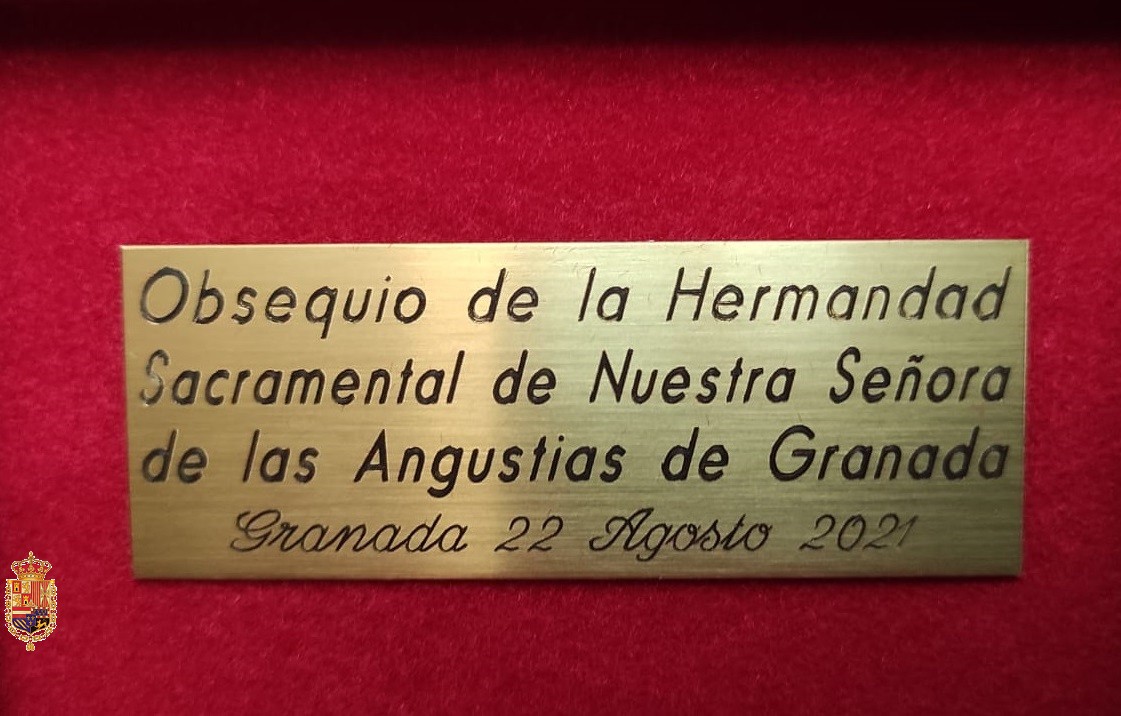 Obsequio de la Hermandad
Sacramental de Nuestra Señora
de las Angustias de Granada
Granada 22 Agosto 2021